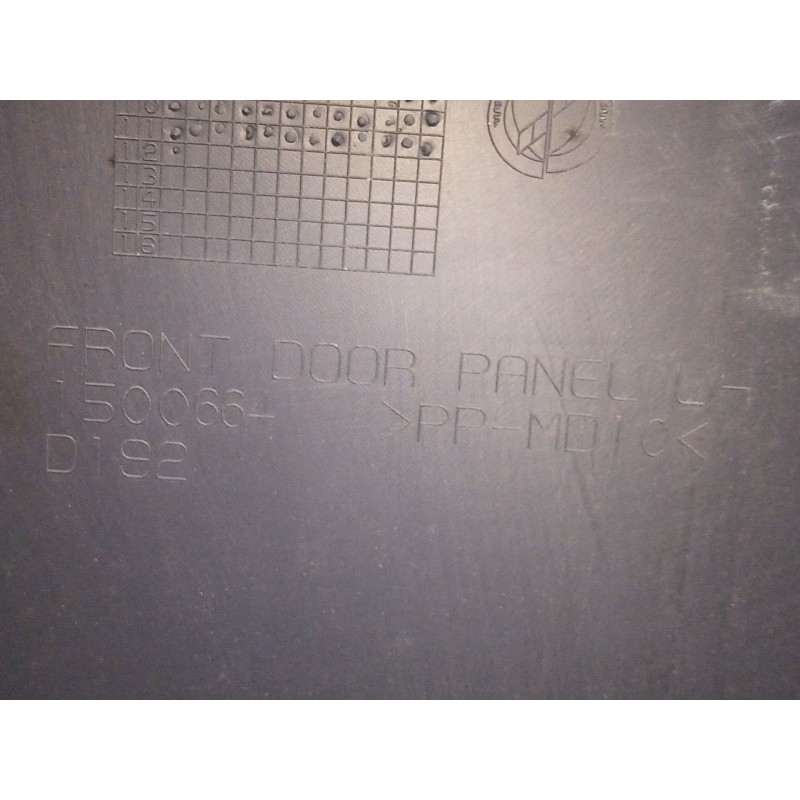 11
12
13
14
15
16
FRONT DOOR PANEL L-
150066-
>PP-MD10<
D192